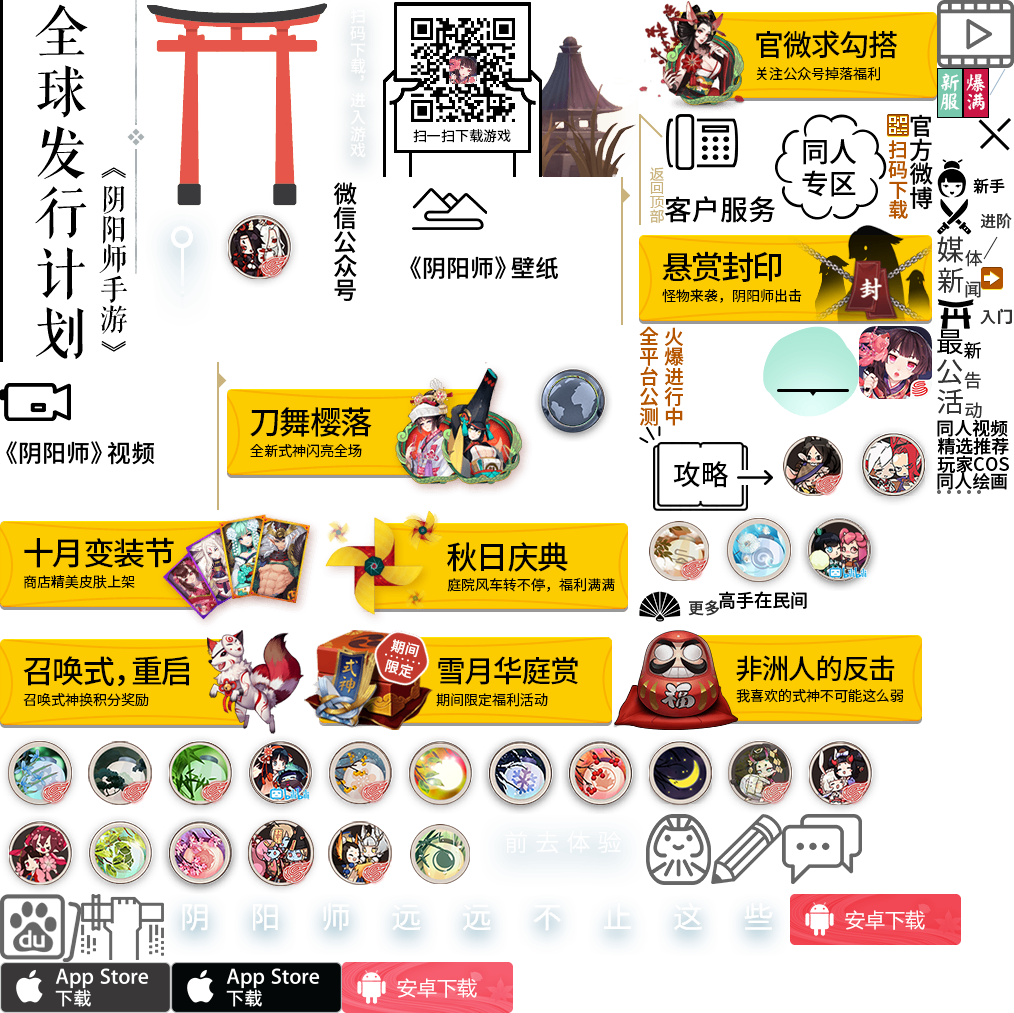 全球发行计划
《阴阳师手游》
扫码下载，进入游戏
扫一扫下载游戏
官微求勾搭
关注公众号掉落福利
新服
爆满
返回顶部
客户服务
同人
专区
扫码下载
官方微博
新手
进阶
媒体
新闻
入门
微信公众号
《阴阳师》壁纸
悬赏封印
怪物来袭，阴阳师出击
封
全平台公测
火爆进行中
最新
公告
活动
《阴阳师》视频
刀舞樱落
全新式神闪亮全场
同人视频
精选推荐
玩家COS
同人绘画
攻略
十月变装节
商店精美皮肤上架
秋日庆典
庭院风车转不停，福利满满
bilibili
更多
高手在民间
召唤式，重启
召唤式神换积分奖励
式神
期间
限定
雪月华庭赏
期间限定福利活动
福
非洲人的反击
我喜欢的式神不可能这么弱
bilibili
前去体验
du
阴阳师远远不止这些
安卓下载
App Store
下载
App Store
下载
安卓下载